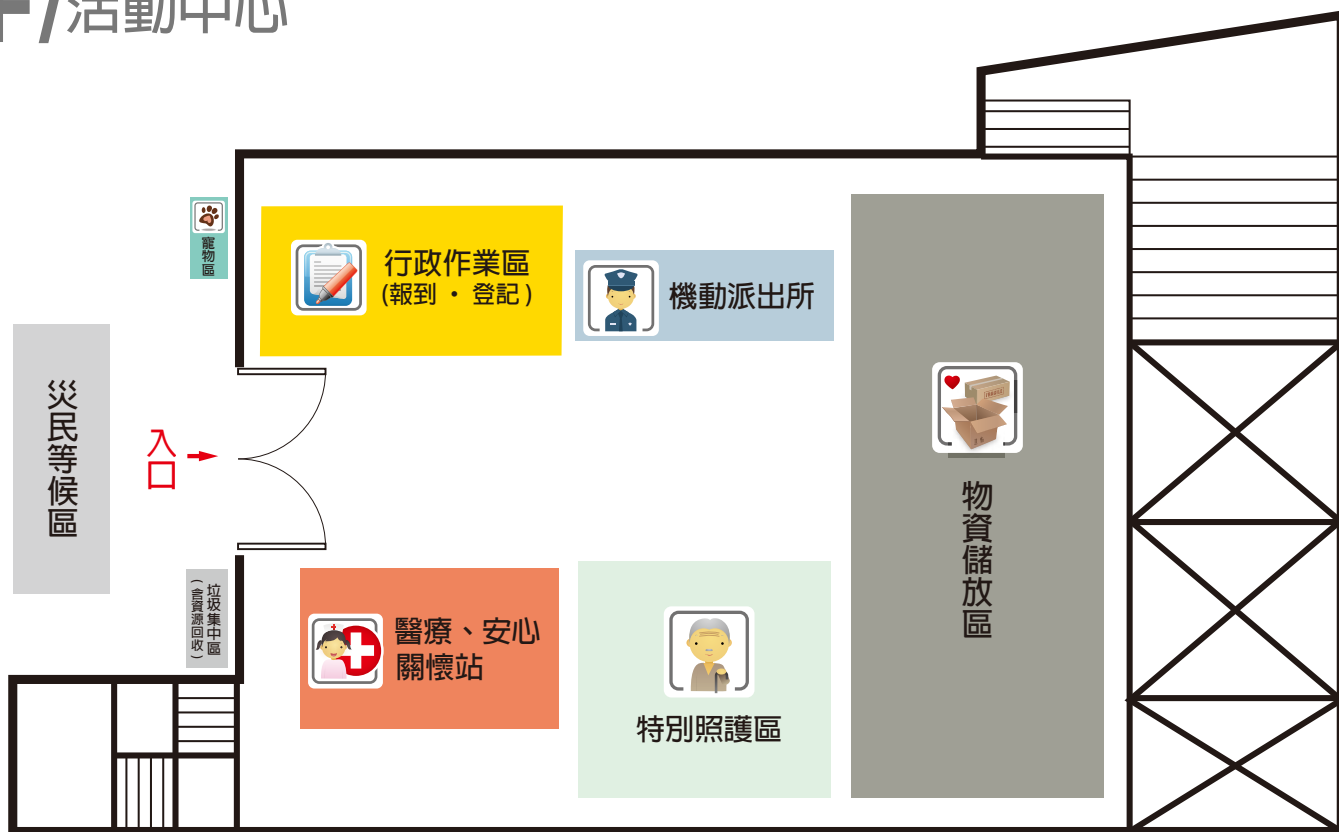 /活動中心
寵物區
行政作業區
(報到 ‧ 登記)
機動派出所
災民等候區
入口
物資儲放區
垃圾集中區
(含資源回收)
醫療、安心
關懷站
特別照護區